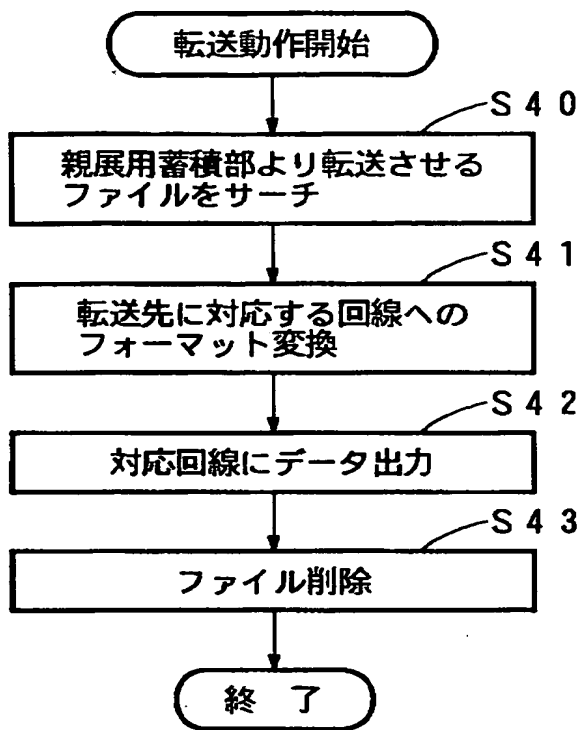 転送動作開始
S40
親展用蓄積部より転送させる
ファイルをサーチ
S41
転送先に対応する回線への
フォーマット変換
S42
対応回線にデータ出力
S43
ファイル削除
終了